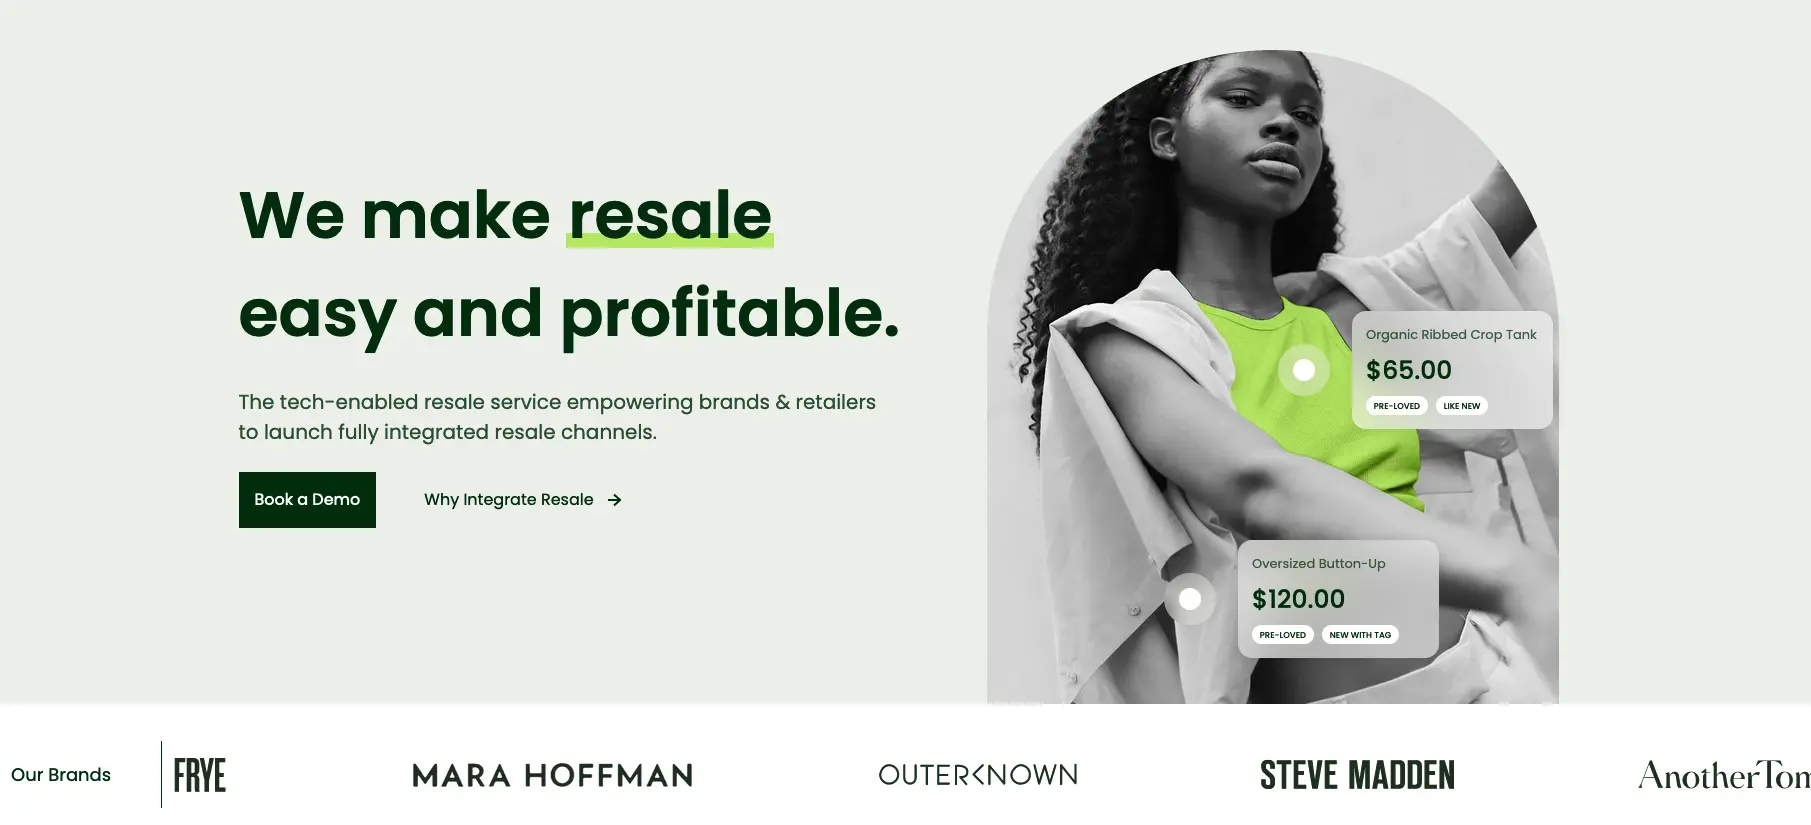 We make resale
easy and profitable.
The tech-enabled resale service empowering brands & retailers
to launch fully integrated resale channels.
Book a Demo
Why Integrate Resale →
Organic Ribbed Crop Tank
$65.00
PRE-LOVED LIKE NEW
Oversized Button-Up
$120.00
PRE-LOVED NEW WITH TAG
Our Brands
FRYE
MARA HOFFMAN
OUTERKNOWN
STEVE MADDEN
AnotherTom